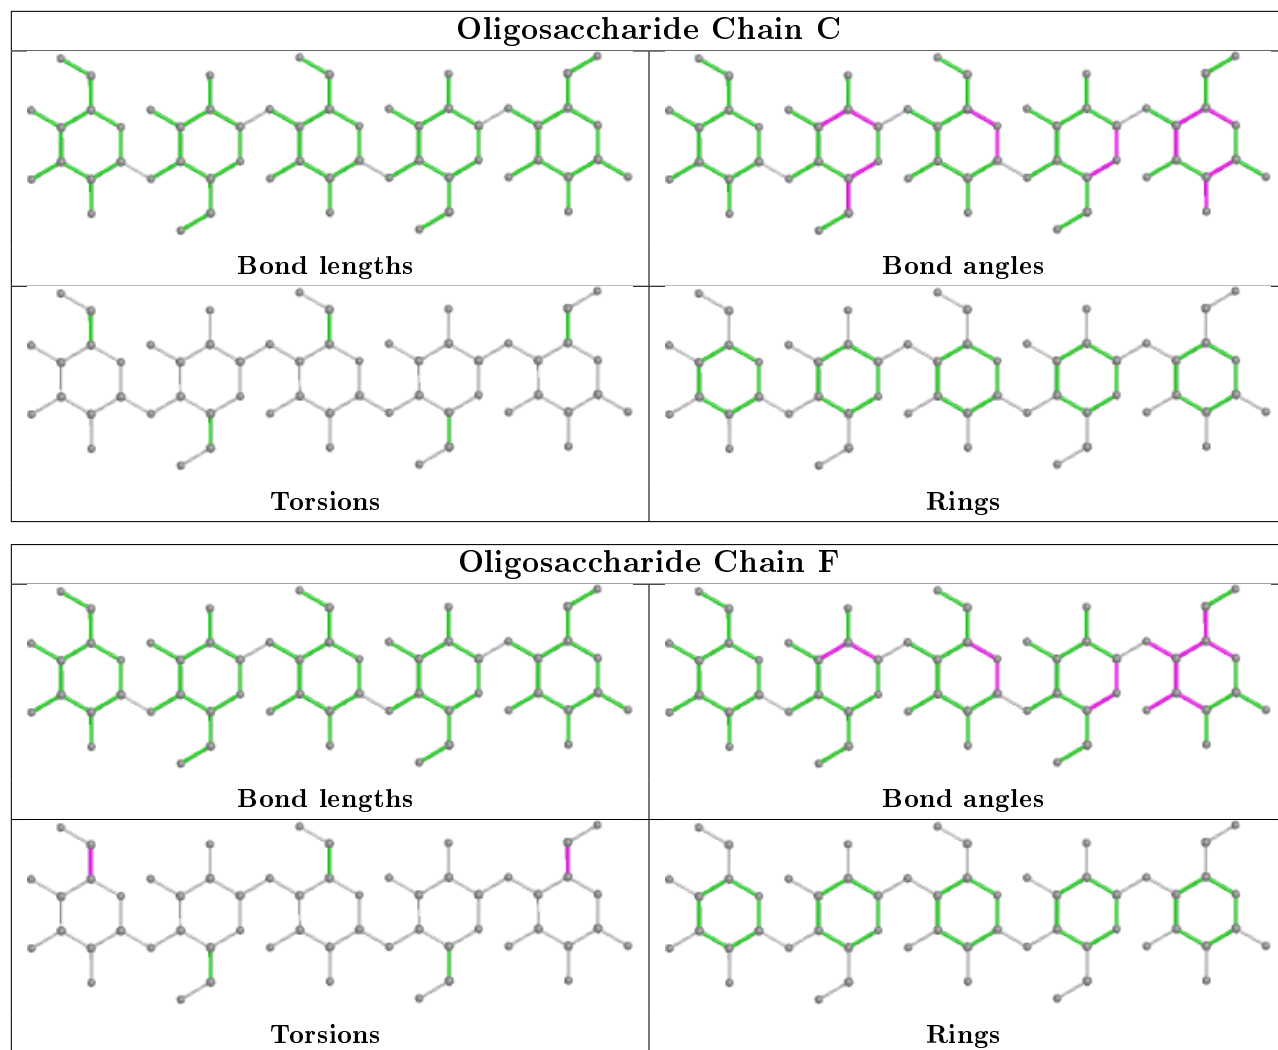 Oligosaccharide Chain C
Bond lengths
Bond angles
Torsions
Rings
Oligosaccharide Chain F
Bond lengths
Bond angles
Torsions
Rings